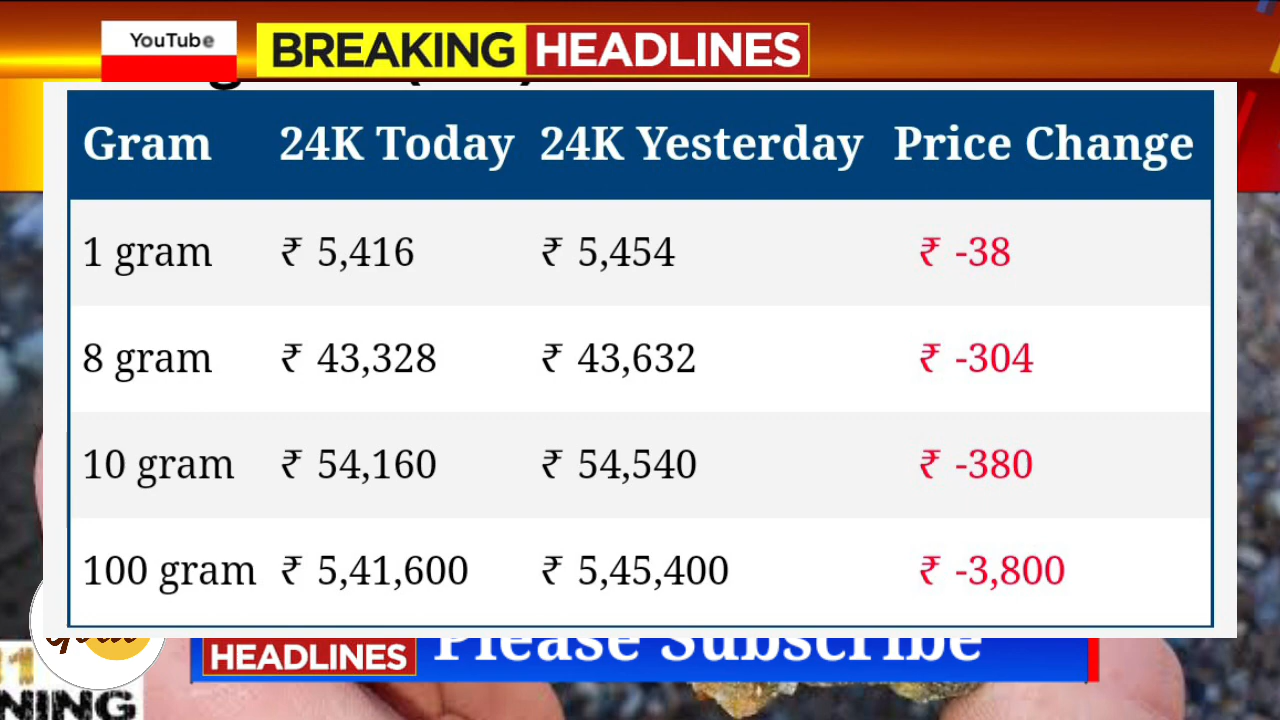 YouTube
BREAKING HEADLINES
Gram 24K Today 24K Yesterday Price Change
1 gram ₹ 5,416 ₹ 5,454 ₹ -38
8 gram ₹ 43,328 ₹ 43,632 ₹ -304
10 gram ₹ 54,160 ₹ 54,540 ₹ -380
100 gram ₹ 5,41,600 ₹ 5,45,400 ₹ -3,800
HEADLINES Please Subscribe